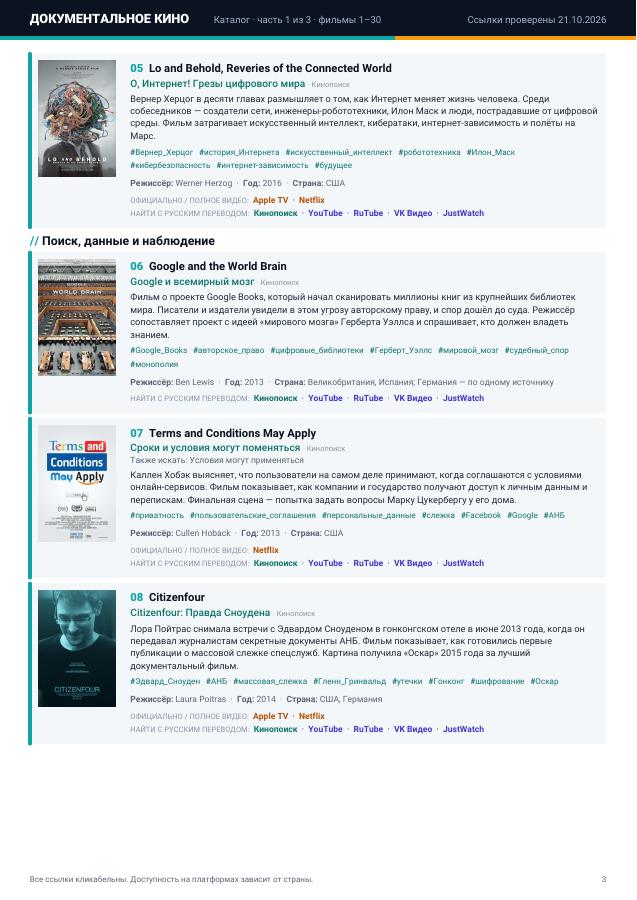 ДОКУМЕНТАЛЬНОЕ КИНО
Каталог · часть 1 из 3 · фильмы 1–30
Ссылки проверены 21.10.2026
LO AND BEHOLD
05 Lo and Behold, Reveries of the Connected World
О, Интернет! Грезы цифрового мира · Кинопоиск
Вернер Херцог в десяти главах размышляет о том, как Интернет меняет жизнь человека. Среди
собеседников — создатели сети, инженеры-робототехники, Илон Маск и люди, пострадавшие от цифровой
среды. Фильм затрагивает искусственный интеллект, кибератаки, интернет-зависимость и полёты на
Марс.
#Вернер_Херцог #история_Интернета #искусственный_интеллект #робототехника #Илон_Маск
#кибербезопасность #интернет-зависимость #будущее
Режиссёр: Werner Herzog · Год: 2016 · Страна: США
ОФИЦИАЛЬНО / ПОЛНОЕ ВИДЕО: Apple TV · Netflix
НАЙТИ С РУССКИМ ПЕРЕВОДОМ: Кинопоиск · YouTube · RuTube · VK Видео · JustWatch
// Поиск, данные и наблюдение
WORLD BRAIN
06 Google and the World Brain
Google и всемирный мозг · Кинопоиск
Фильм о проекте Google Books, который начал сканировать миллионы книг из крупнейших библиотек
мира. Писатели и издатели увидели в этом угрозу авторскому праву, и спор дошёл до суда. Режиссёр
сопоставляет проект с идеей «мирового мозга» Герберта Уэллса и спрашивает, кто должен владеть
знанием.
#Google_Books #авторское_право #цифровые_библиотеки #Герберт_Уэллс #мировой_мозг #судебный_спор
#монополия
Режиссёр: Ben Lewis · Год: 2013 · Страна: Великобритания, Испания; Германия — по одному источнику
НАЙТИ С РУССКИМ ПЕРЕВОДОМ: Кинопоиск · YouTube · RuTube · VK Видео · JustWatch
Terms and
Conditions
May Apply
07 Terms and Conditions May Apply
Сроки и условия могут поменяться · Кинопоиск
Также искать: Условия могут применяться
Каллен Хобэк выясняет, что пользователи на самом деле принимают, когда соглашаются с условиями
онлайн-сервисов. Фильм показывает, как компании и государство получают доступ к личным данным и
перепискам. Финальная сцена — попытка задать вопросы Марку Цукербергу у его дома.
#приватность #пользовательские_соглашения #персональные_данные #слежка #Facebook #Google #АНБ
Режиссёр: Cullen Hoback · Год: 2013 · Страна: США
ОФИЦИАЛЬНО / ПОЛНОЕ ВИДЕО: Netflix
НАЙТИ С РУССКИМ ПЕРЕВОДОМ: Кинопоиск · YouTube · RuTube · VK Видео · JustWatch
CITIZENFOUR
08 Citizenfour
Citizenfour: Правда Сноудена · Кинопоиск
Лора Пойтрас снимала встречи с Эдвардом Сноуденом в гонконгском отеле в июне 2013 года, когда он
передавал журналистам секретные документы АНБ. Фильм показывает, как готовились первые
публикации о массовой слежке спецслужб. Картина получила «Оскар» 2015 года за лучший
документальный фильм.
#Эдвард_Сноуден #АНБ #массовая_слежка #Гленн_Гринвальд #утечки #Гонконг #шифрование #Оскар
Режиссёр: Laura Poitras · Год: 2014 · Страна: США, Германия
ОФИЦИАЛЬНО / ПОЛНОЕ ВИДЕО: Apple TV · Netflix
НАЙТИ С РУССКИМ ПЕРЕВОДОМ: Кинопоиск · YouTube · RuTube · VK Видео · JustWatch
Все ссылки кликабельны. Доступность на платформах зависит от страны.
3